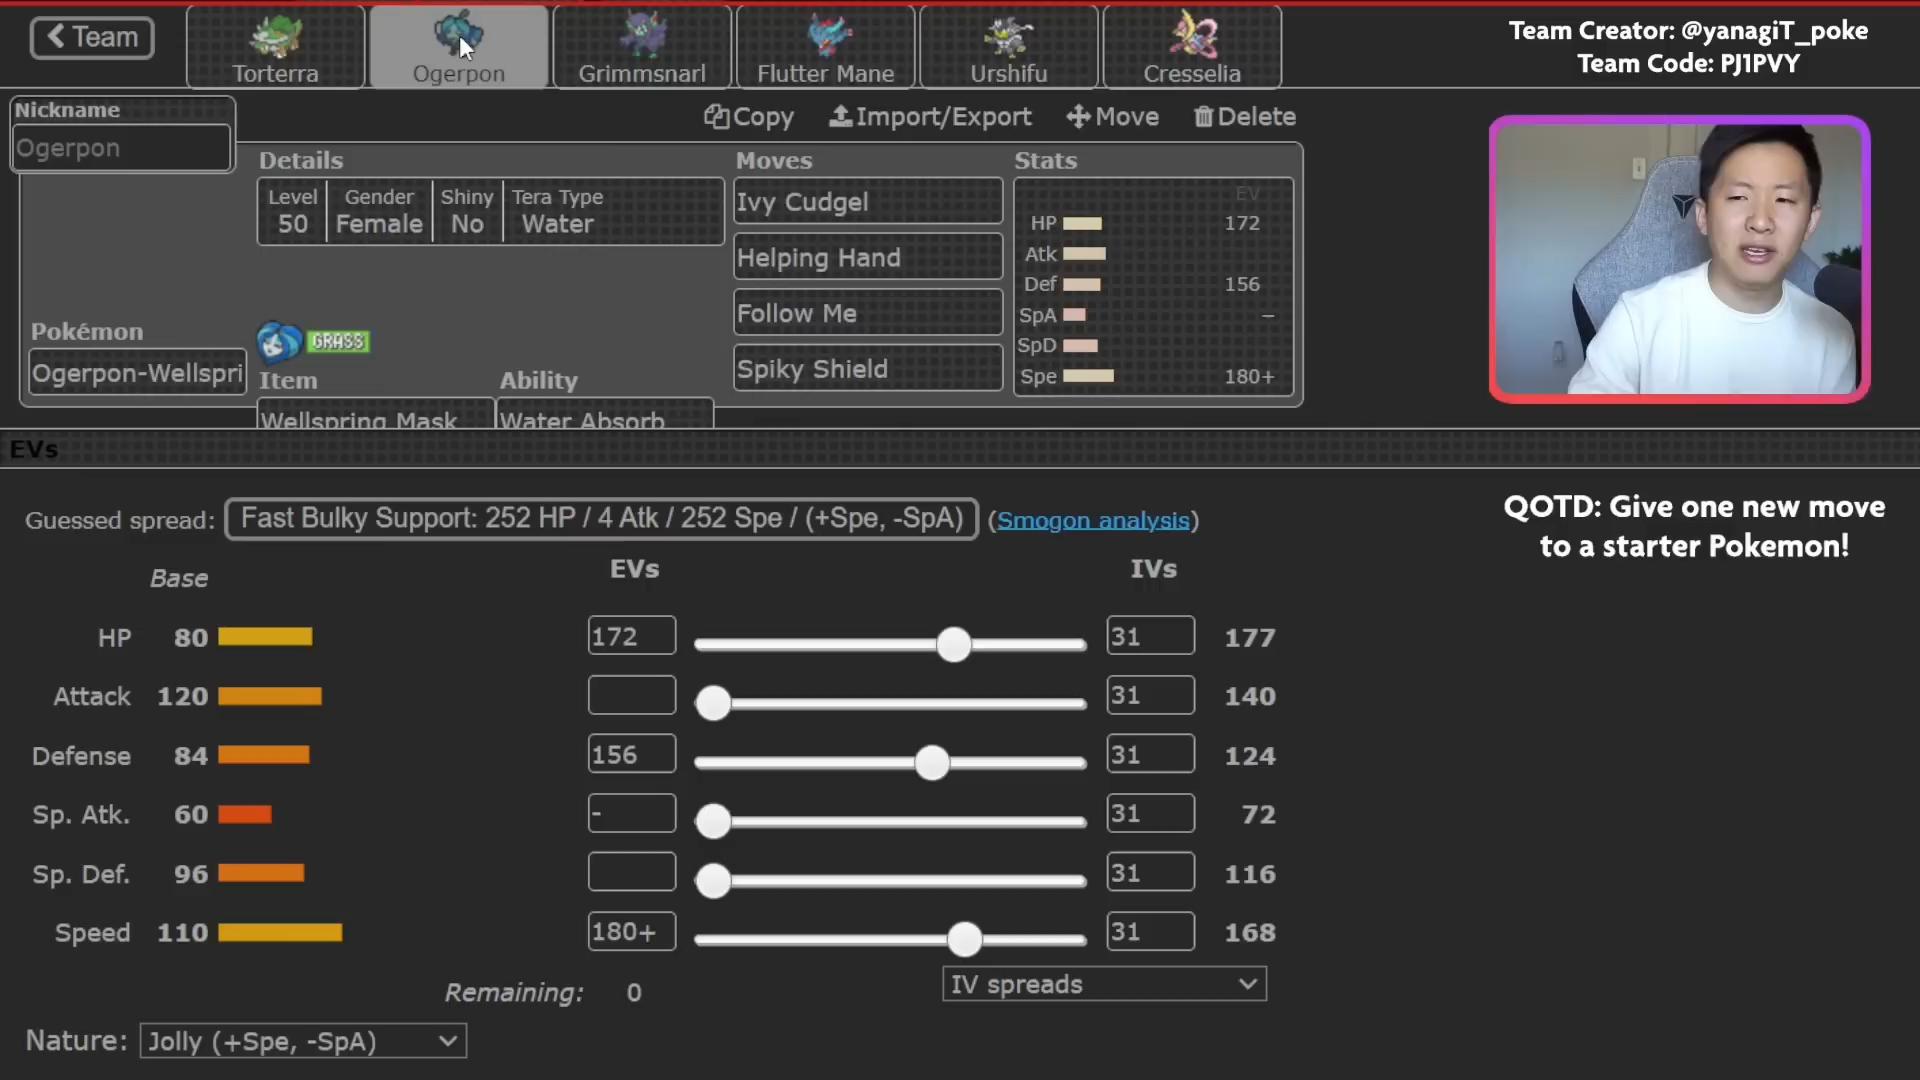 Team
Torterra
Ogerpon
Grimmsnarl
Flutter Mane
Urshifu
Cresselia
Team Creator: @yanagiT_poke
Team Code: PJ1PVY
Nickname
Ogerpon
Copy
Import/Export
Move
Delete
Details
Level
50
Gender
Female
Shiny
No
Tera Type
Water
Moves
Ivy Cudgel
Helping Hand
Follow Me
Spiky Shield
Stats
EV
HP 172
Atk
Def 156
SpA –
SpD
Spe 180+
Pokémon
Ogerpon-Wellspri
GRASS
Item
Wellspring Mask
Ability
Water Absorb
EVs
Guessed spread: Fast Bulky Support: 252 HP / 4 Atk / 252 Spe / (+Spe, -SpA) (Smogon analysis)
Base EVs IVs
HP 80 172 31 177
Attack 120 31 140
Defense 84 156 31 124
Sp. Atk. 60 - 31 72
Sp. Def. 96 31 116
Speed 110 180+ 31 168
Remaining: 0
IV spreads
Nature: Jolly (+Spe, -SpA)
QOTD: Give one new move
to a starter Pokemon!